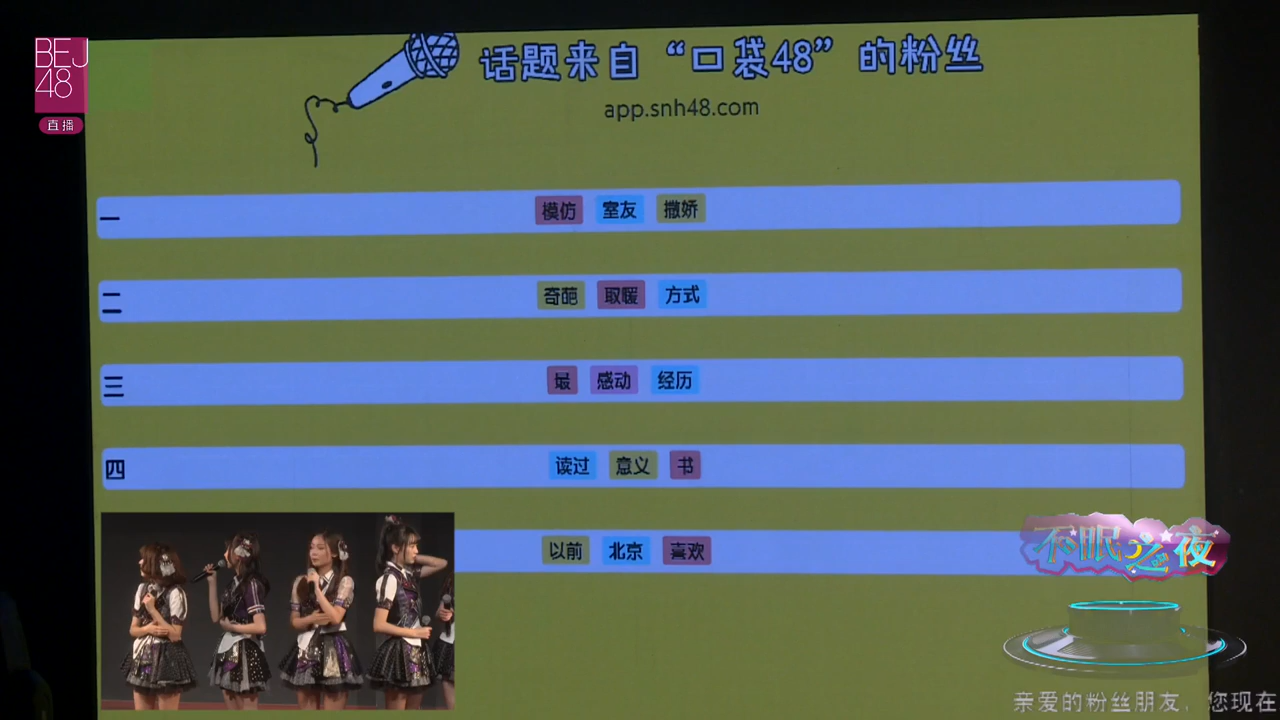 BEJ
48
直播
话题来自“口袋48”的粉丝
app.snh48.com
一 模仿 室友 撒娇
二 奇葩 取暖 方式
三 最 感动 经历
四 读过 意义 书
以前 北京 喜欢
不眠之夜
亲爱的粉丝朋友，您现在